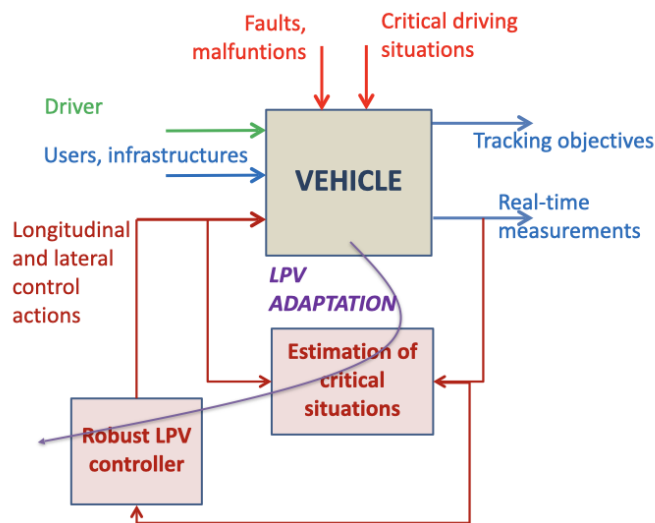 Faults,
malfuntions
Critical driving
situations
Driver
Users, infrastructures
VEHICLE
Tracking objectives
Real-time
measurements
Longitudinal
and lateral
control
actions
LPV
ADAPTATION
Estimation of
critical
situations
Robust LPV
controller